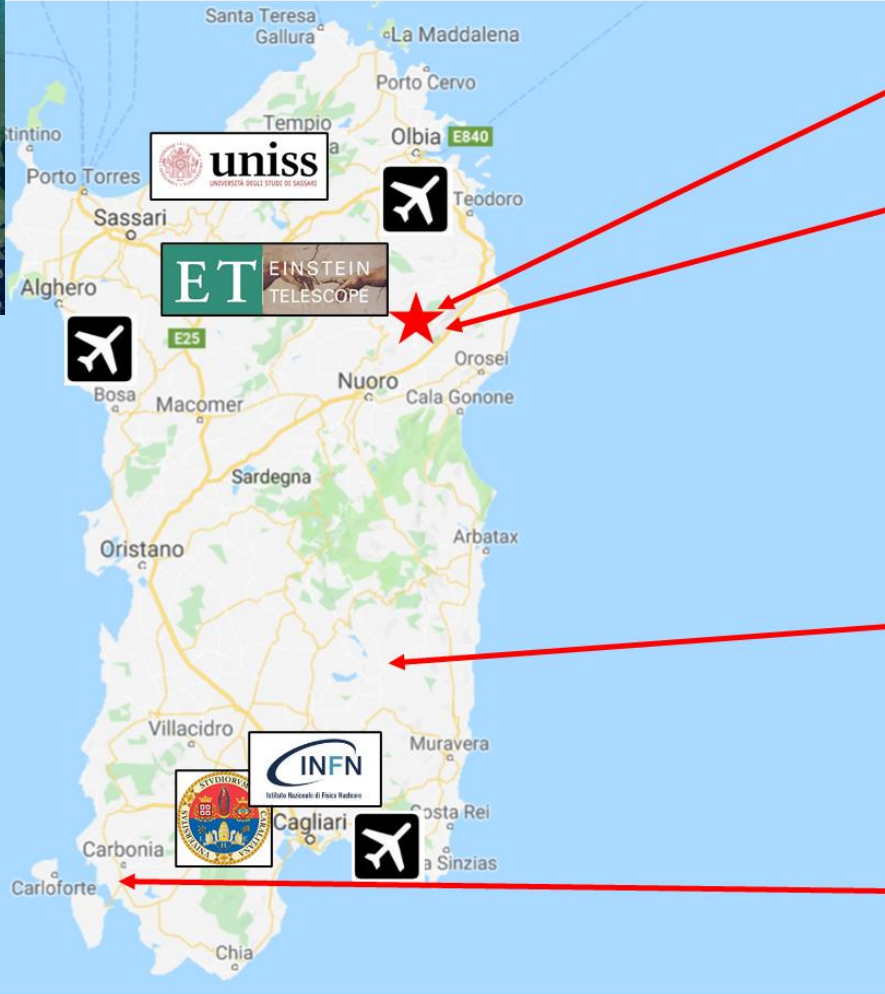 Santa Teresa
Gallura
La Maddalena
Porto Cervo
Tempio
Olbia
E840
Stintino
uniss
UNIVERSITÀ DEGLI STUDI DI SASSARI
Porto Torres
Teodoro
Sassari
ET
EINSTEIN
TELESCOPE
Alghero
E25
Orosei
Nuoro
Bosa
Macomer
Cala Gonone
Sardegna
Abatax
Oristano
Villacidro
Muravera
INFN
Istituto Nazionale di Fisica Nucleare
Costa Rei
Cagliari
Carbonia
a Sinzias
Carloforte
Chia